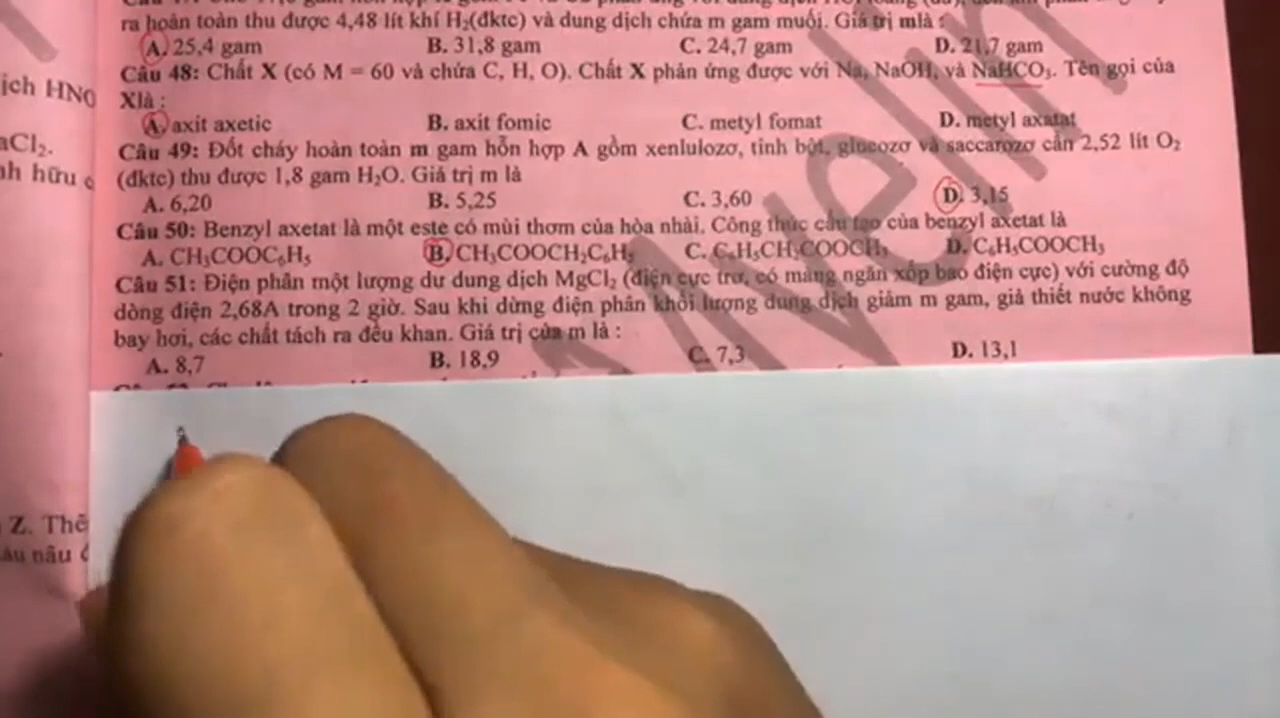 ra hoàn toàn thu được 4,48 lít khí H₂(đktc) và dung dịch chứa m gam muối. Giá trị mlà :
A. 25,4 gam B. 31,8 gam C. 24,7 gam D. 21,7 gam
Câu 48: Chất X (có M = 60 và chứa C, H, O). Chất X phản ứng được với Na, NaOH, và NaHCO₃. Tên gọi của
Xlà :
A. axit axetic B. axit fomic C. metyl fomat D. metyl axatat
Câu 49: Đốt cháy hoàn toàn m gam hỗn hợp A gồm xenlulozơ, tinh bột, glucozơ và saccarozơ cần 2,52 lít O₂
(đktc) thu được 1,8 gam H₂O. Giá trị m là
A. 6,20 B. 5,25 C. 3,60 D. 3,15
Câu 50: Benzyl axetat là một este có mùi thơm của hòa nhài. Công thức cấu tạo của benzyl axetat là
A. CH₃COOC₆H₅ B. CH₃COOCH₂C₆H₅ C. C₆H₅CH₂COOCH₃ D. C₆H₅COOCH₃
Câu 51: Điện phân một lượng dư dung dịch MgCl₂ (điện cực trơ, có màng ngăn xốp bao điện cực) với cường độ
dòng điện 2,68A trong 2 giờ. Sau khi dừng điện phân khối lượng dung dịch giảm m gam, giả thiết nước không
bay hơi, các chất tách ra đều khan. Giá trị của m là :
A. 8,7 B. 18,9 C. 7,3 D. 13,1
ịch HNO
aCl₂.
nh hữu
Z. Thể
âu nâu